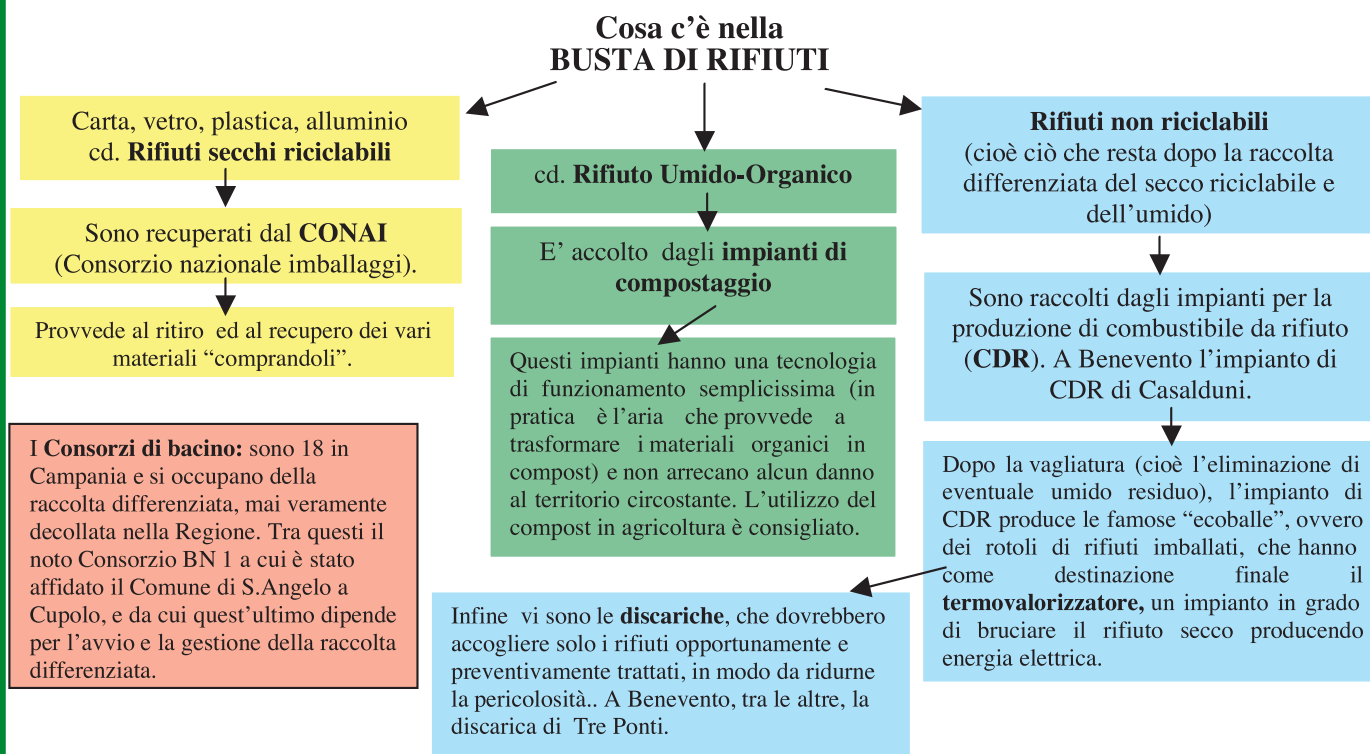 Cosa c’è nella
BUSTA DI RIFIUTI
Carta, vetro, plastica, alluminio
cd. Rifiuti secchi riciclabili
Sono recuperati dal CONAI
(Consorzio nazionale imballaggi).
Provvede al ritiro ed al recupero dei vari
materiali “comprandoli”.
I Consorzi di bacino: sono 18 in
Campania e si occupano della
raccolta differenziata, mai veramente
decollata nella Regione. Tra questi il
noto Consorzio BN 1 a cui è stato
affidato il Comune di S.Angelo a
Cupolo, e da cui quest’ultimo dipende
per l’avvio e la gestione della raccolta
differenziata.
cd. Rifiuto Umido-Organico
E’ accolto dagli impianti di
compostaggio
Questi impianti hanno una tecnologia
di funzionamento semplicissima (in
pratica è l’aria che provvede a
trasformare i materiali organici in
compost) e non arrecano alcun danno
al territorio circostante. L’utilizzo del
compost in agricoltura è consigliato.
Rifiuti non riciclabili
(cioè ciò che resta dopo la raccolta
differenziata del secco riciclabile e
dell’umido)
Sono raccolti dagli impianti per la
produzione di combustibile da rifiuto
(CDR). A Benevento l’impianto di
CDR di Casalduni.
Dopo la vagliatura (cioè l’eliminazione di
eventuale umido residuo), l’impianto di
CDR produce le famose “ecoballe”, ovvero
dei rotoli di rifiuti imballati, che hanno
come destinazione finale il
termovalorizzatore, un impianto in grado
di bruciare il rifiuto secco producendo
energia elettrica.
Infine vi sono le discariche, che dovrebbero
accogliere solo i rifiuti opportunamente e
preventivamente trattati, in modo da ridurne
la pericolosità.. A Benevento, tra le altre, la
discarica di Tre Ponti.